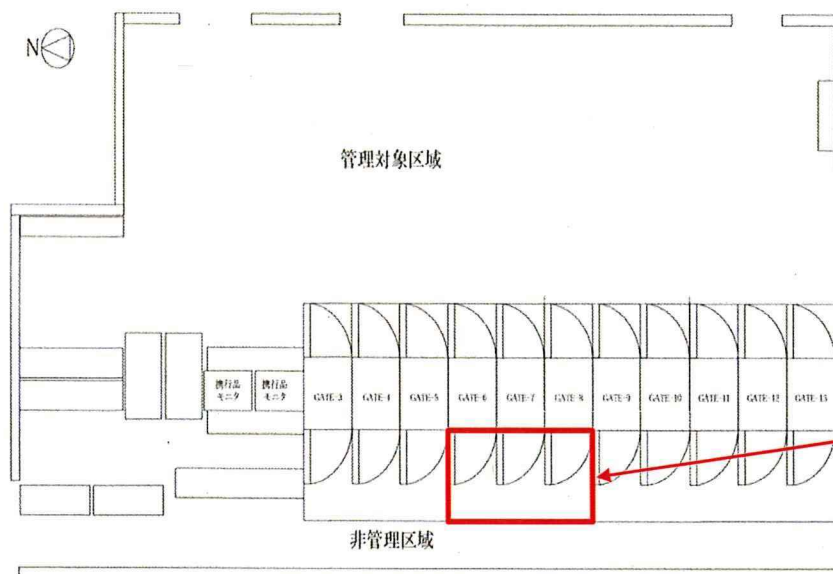 N
管理対象区域
携行品
モニタ
携行品
モニタ
GATE-3
GATE-4
GATE-5
GATE-6
GATE-7
GATE-8
GATE-9
GATE-10
GATE-11
GATE-12
GATE-13
非管理区域